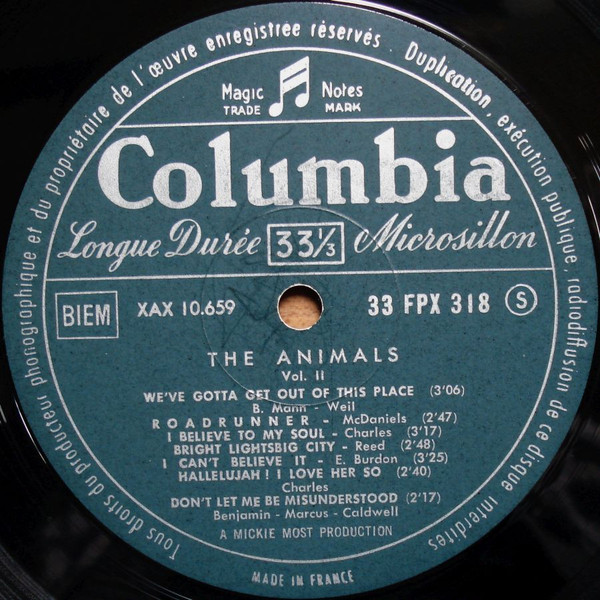 Tous droits du producteur phonographique et du propriétaire de l'œuvre enregistrée réservés. Duplication, exécution publique, radiodiffusion de ce disque interdites
Magic Notes
TRADE MARK
Columbia
Longue Durée 33⅓ Microsillon
BIEM XAX 10.659 33 FPX 318 S
THE ANIMALS
Vol. II
WE'VE GOTTA GET OUT OF THIS PLACE (3'06)
B. Mann - Weil
ROADRUNNER - McDaniels (2'47)
I BELIEVE TO MY SOUL - Charles (3'17)
BRIGHT LIGHTSBIG CITY - Reed (2'48)
I CAN'T BELIEVE IT - E. Burdon (3'25)
HALLELUJAH ! I LOVE HER SO (2'40)
Charles
DON'T LET ME BE MISUNDERSTOOD (2'17)
Benjamin - Marcus - Caldwell
A MICKIE MOST PRODUCTION
MADE IN FRANCE